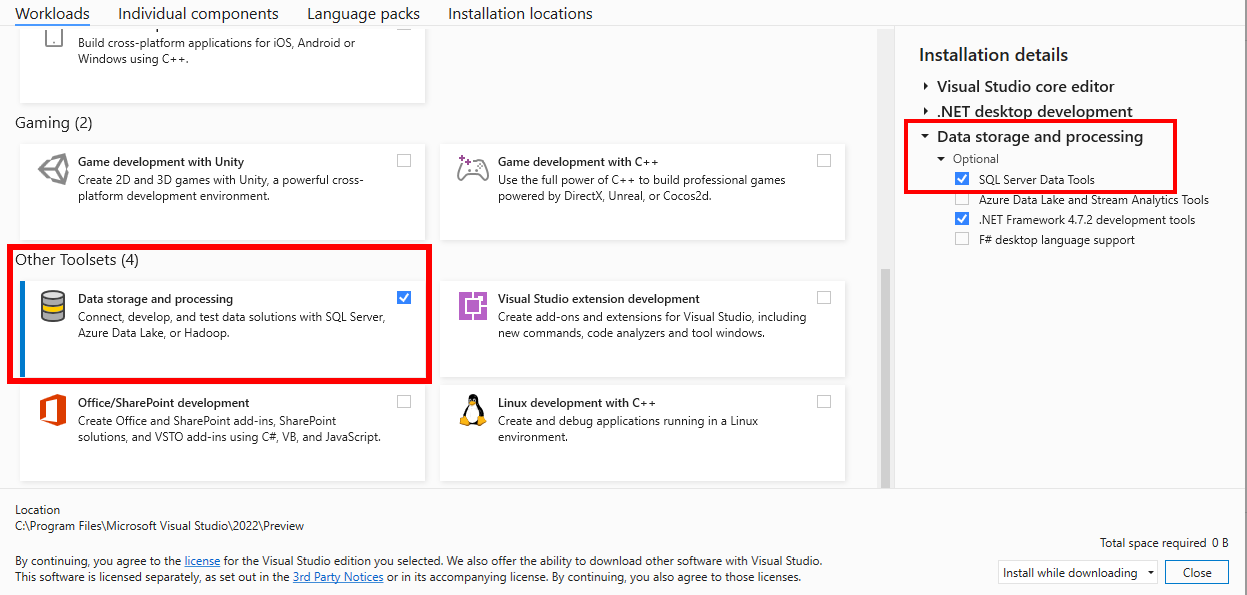 Workloads
Individual components
Language packs
Installation locations
Build cross-platform applications for iOS, Android or
Windows using C++.
Gaming (2)
Game development with Unity
Create 2D and 3D games with Unity, a powerful cross-
platform development environment.
Game development with C++
Use the full power of C++ to build professional games
powered by DirectX, Unreal, or Cocos2d.
Other Toolsets (4)
Data storage and processing
Connect, develop, and test data solutions with SQL Server,
Azure Data Lake, or Hadoop.
Visual Studio extension development
Create add-ons and extensions for Visual Studio, including
new commands, code analyzers and tool windows.
Office/SharePoint development
Create Office and SharePoint add-ins, SharePoint
solutions, and VSTO add-ins using C#, VB, and JavaScript.
Linux development with C++
Create and debug applications running in a Linux
environment.
Installation details
Visual Studio core editor
.NET desktop development
Data storage and processing
Optional
SQL Server Data Tools
Azure Data Lake and Stream Analytics Tools
.NET Framework 4.7.2 development tools
F# desktop language support
Location
C:\Program Files\Microsoft Visual Studio\2022\Preview
By continuing, you agree to the license for the Visual Studio edition you selected. We also offer the ability to download other software with Visual Studio.
This software is licensed separately, as set out in the 3rd Party Notices or in its accompanying license. By continuing, you also agree to those licenses.
Total space required 0 B
Install while downloading
Close